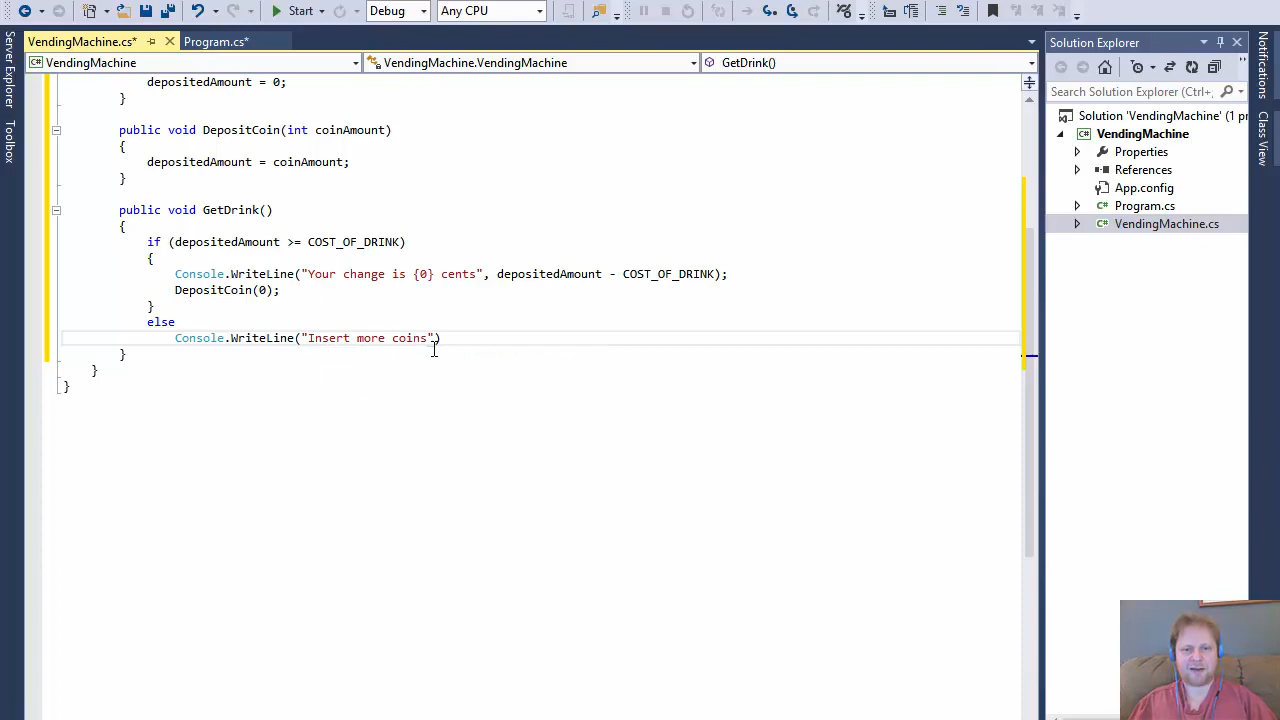 Start
Debug
Any CPU
VendingMachine.cs*
Program.cs*
Solution Explorer
VendingMachine
VendingMachine.VendingMachine
GetDrink()
Search Solution Explorer (Ctrl+;
Solution 'VendingMachine' (1 pr
VendingMachine
Properties
References
App.config
Program.cs
VendingMachine.cs
Server Explorer
Toolbox
Notifications
Class View
depositedAmount = 0;
}
public void DepositCoin(int coinAmount)
{
depositedAmount = coinAmount;
}
public void GetDrink()
{
if (depositedAmount >= COST_OF_DRINK)
{
Console.WriteLine("Your change is {0} cents", depositedAmount - COST_OF_DRINK);
DepositCoin(0);
}
else
Console.WriteLine("Insert more coins")
}
}
}